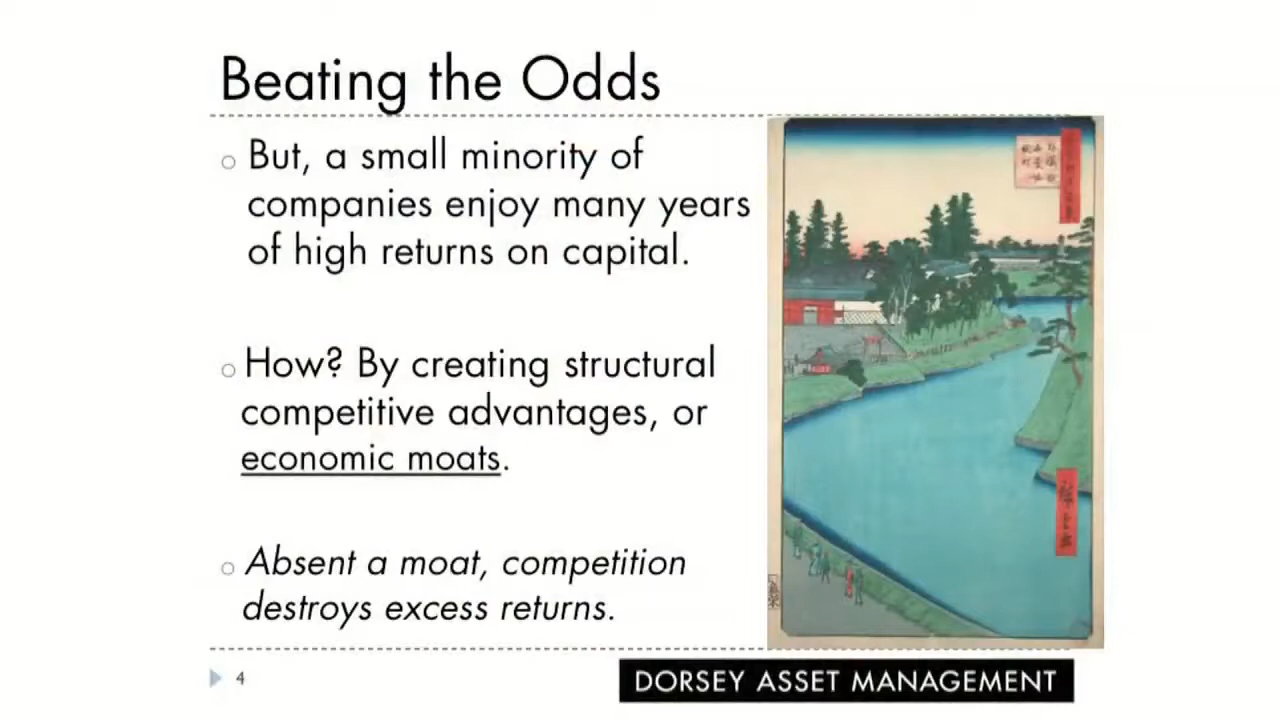 Beating the Odds
But, a small minority of
companies enjoy many years
of high returns on capital.
How? By creating structural
competitive advantages, or
economic moats.
Absent a moat, competition
destroys excess returns.
4
DORSEY ASSET MANAGEMENT